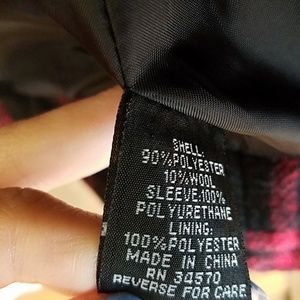 SHELL:
90%POLYESTER
10%WOOL
SLEEVE:100%
POLYURETHANE
LINING:
100%POLYESTER
MADE IN CHINA
RN 34570
REVERSE FOR CARE